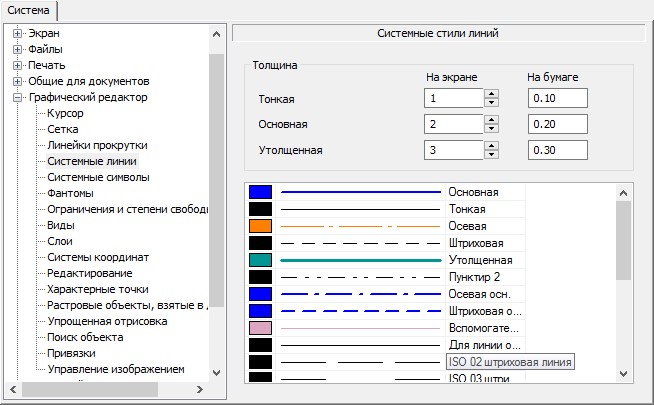 Система
Экран
Файлы
Печать
Общие для документов
Графический редактор
Курсор
Сетка
Линейки прокрутки
Системные линии
Системные символы
Фантомы
Ограничения и степени свободы
Виды
Слои
Системы координат
Редактирование
Характерные точки
Растровые объекты, взятые в д
Упрощенная отрисовка
Поиск объекта
Привязки
Управление изображением
Системные стили линий
Толщина
На экране На бумаге
Тонкая 1 0.10
Основная 2 0.20
Утолщенная 3 0.30
Основная
Тонкая
Осевая
Штриховая
Утолщенная
Пунктир 2
Осевая осн.
Штриховая о...
Вспомогате...
Для линии о...
ISO 02 штриховая линия
ISO 03 штри...